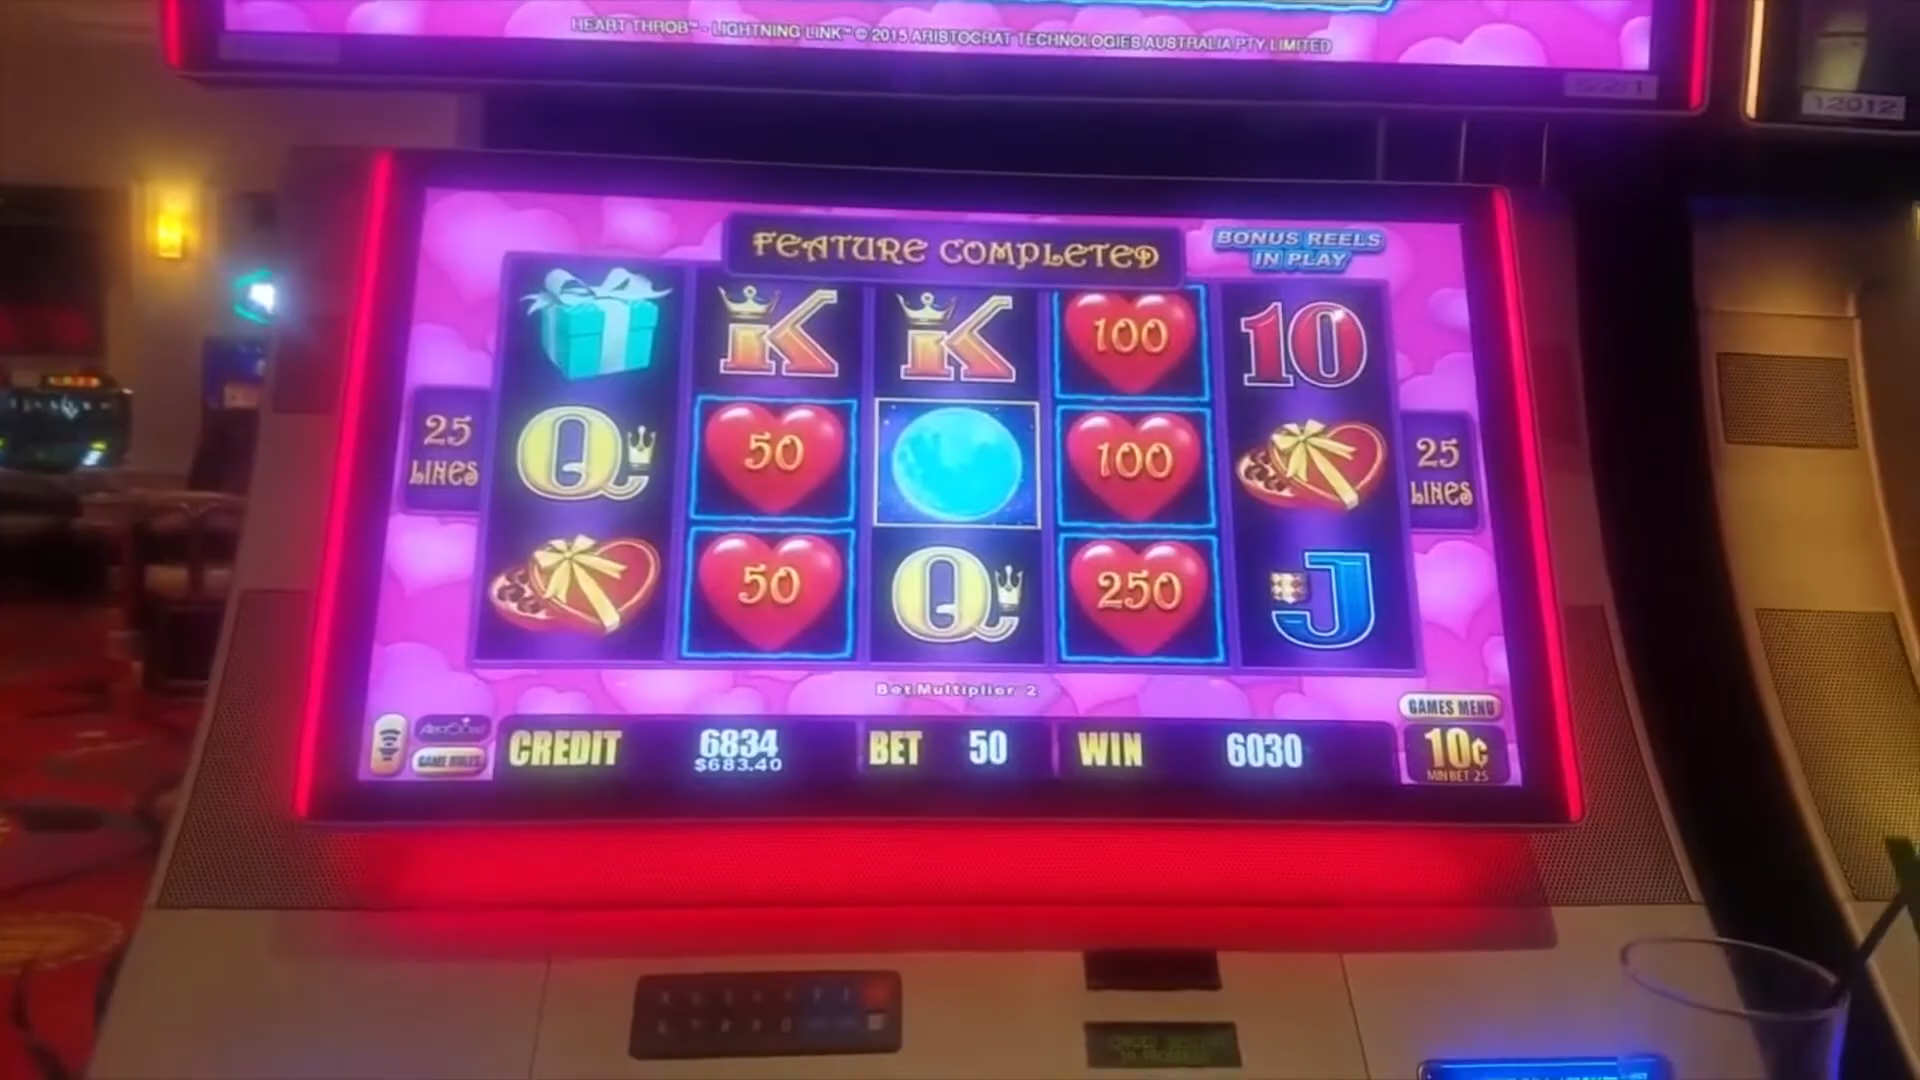 HEART THROB™ - LIGHTNING LINK™ © 2015 ARISTOCRAT TECHNOLOGIES AUSTRALIA PTY LIMITED
12012
FEATURE COMPLETED
BONUS REELS
IN PLAY
K
K
100
10
25
LINES
Q
50
100
25
LINES
50
Q
250
J
Bet Multiplier 2
GAMES MENU
GAME RULES
CREDIT
6834
$683.40
BET
50
WIN
6030
10¢
MIN BET 25